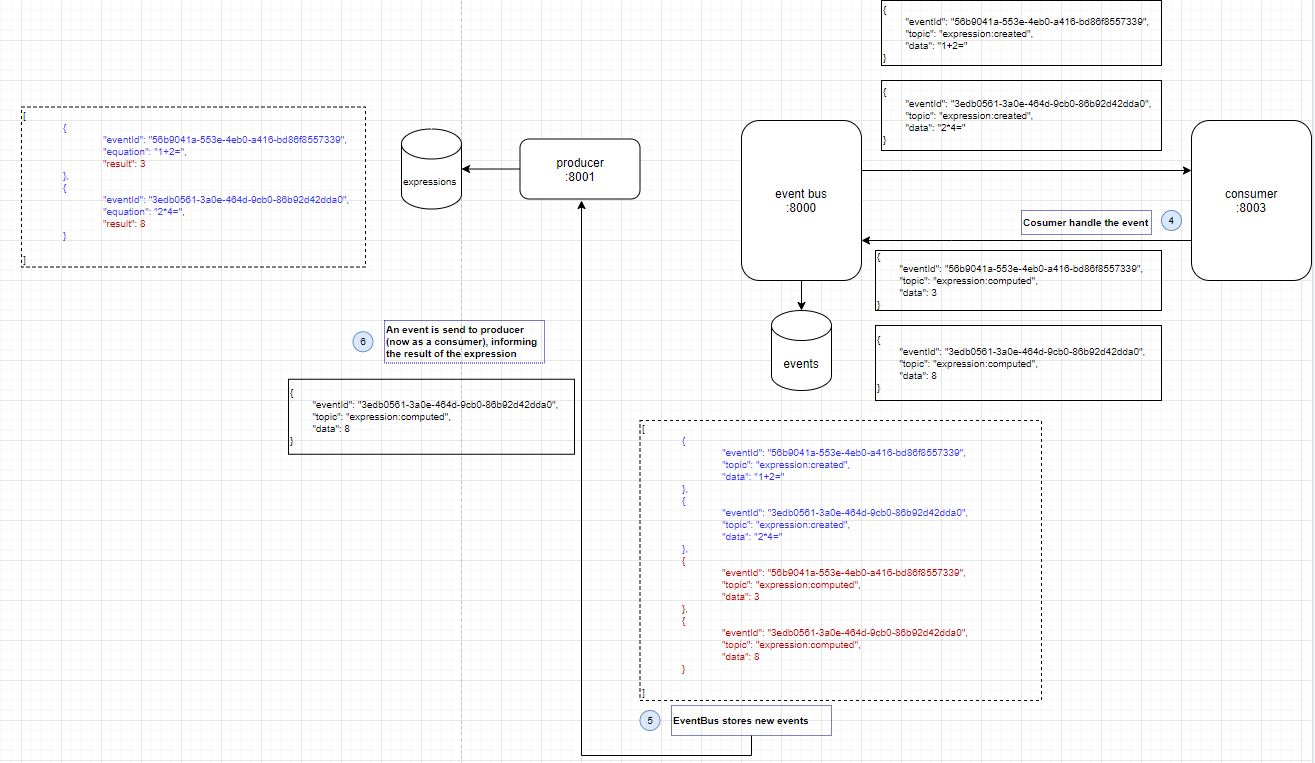 {
"eventId": "56b9041a-553e-4eb0-a416-bd86f8557339",
"topic": "expression:created",
"data": "1+2="
}
{
"eventId": "3edb0561-3a0e-464d-9cb0-86b92d42dda0",
"topic": "expression:created",
"data": "2*4="
}
[
{
"eventId": "56b9041a-553e-4eb0-a416-bd86f8557339",
"equation": "1+2=",
"result": 3
},
{
"eventId": "3edb0561-3a0e-464d-9cb0-86b92d42dda0",
"equation": "2*4=",
"result": 8
}
]
expressions
producer
:8001
event bus
:8000
consumer
:8003
Cosumer handle the event
4
{
"eventId": "56b9041a-553e-4eb0-a416-bd86f8557339",
"topic": "expression:computed",
"data": 3
}
{
"eventId": "3edb0561-3a0e-464d-9cb0-86b92d42dda0",
"topic": "expression:computed",
"data": 8
}
events
6
An event is send to producer
(now as a consumer), informing
the result of the expression
{
"eventId": "3edb0561-3a0e-464d-9cb0-86b92d42dda0",
"topic": "expression:computed",
"data": 8
}
[
{
"eventId": "56b9041a-553e-4eb0-a416-bd86f8557339",
"topic": "expression:created",
"data": "1+2="
},
{
"eventId": "3edb0561-3a0e-464d-9cb0-86b92d42dda0",
"topic": "expression:created",
"data": "2*4="
},
{
"eventId": "56b9041a-553e-4eb0-a416-bd86f8557339",
"topic": "expression:computed",
"data": 3
},
{
"eventId": "3edb0561-3a0e-464d-9cb0-86b92d42dda0",
"topic": "expression:computed",
"data": 8
}
]
5
EventBus stores new events